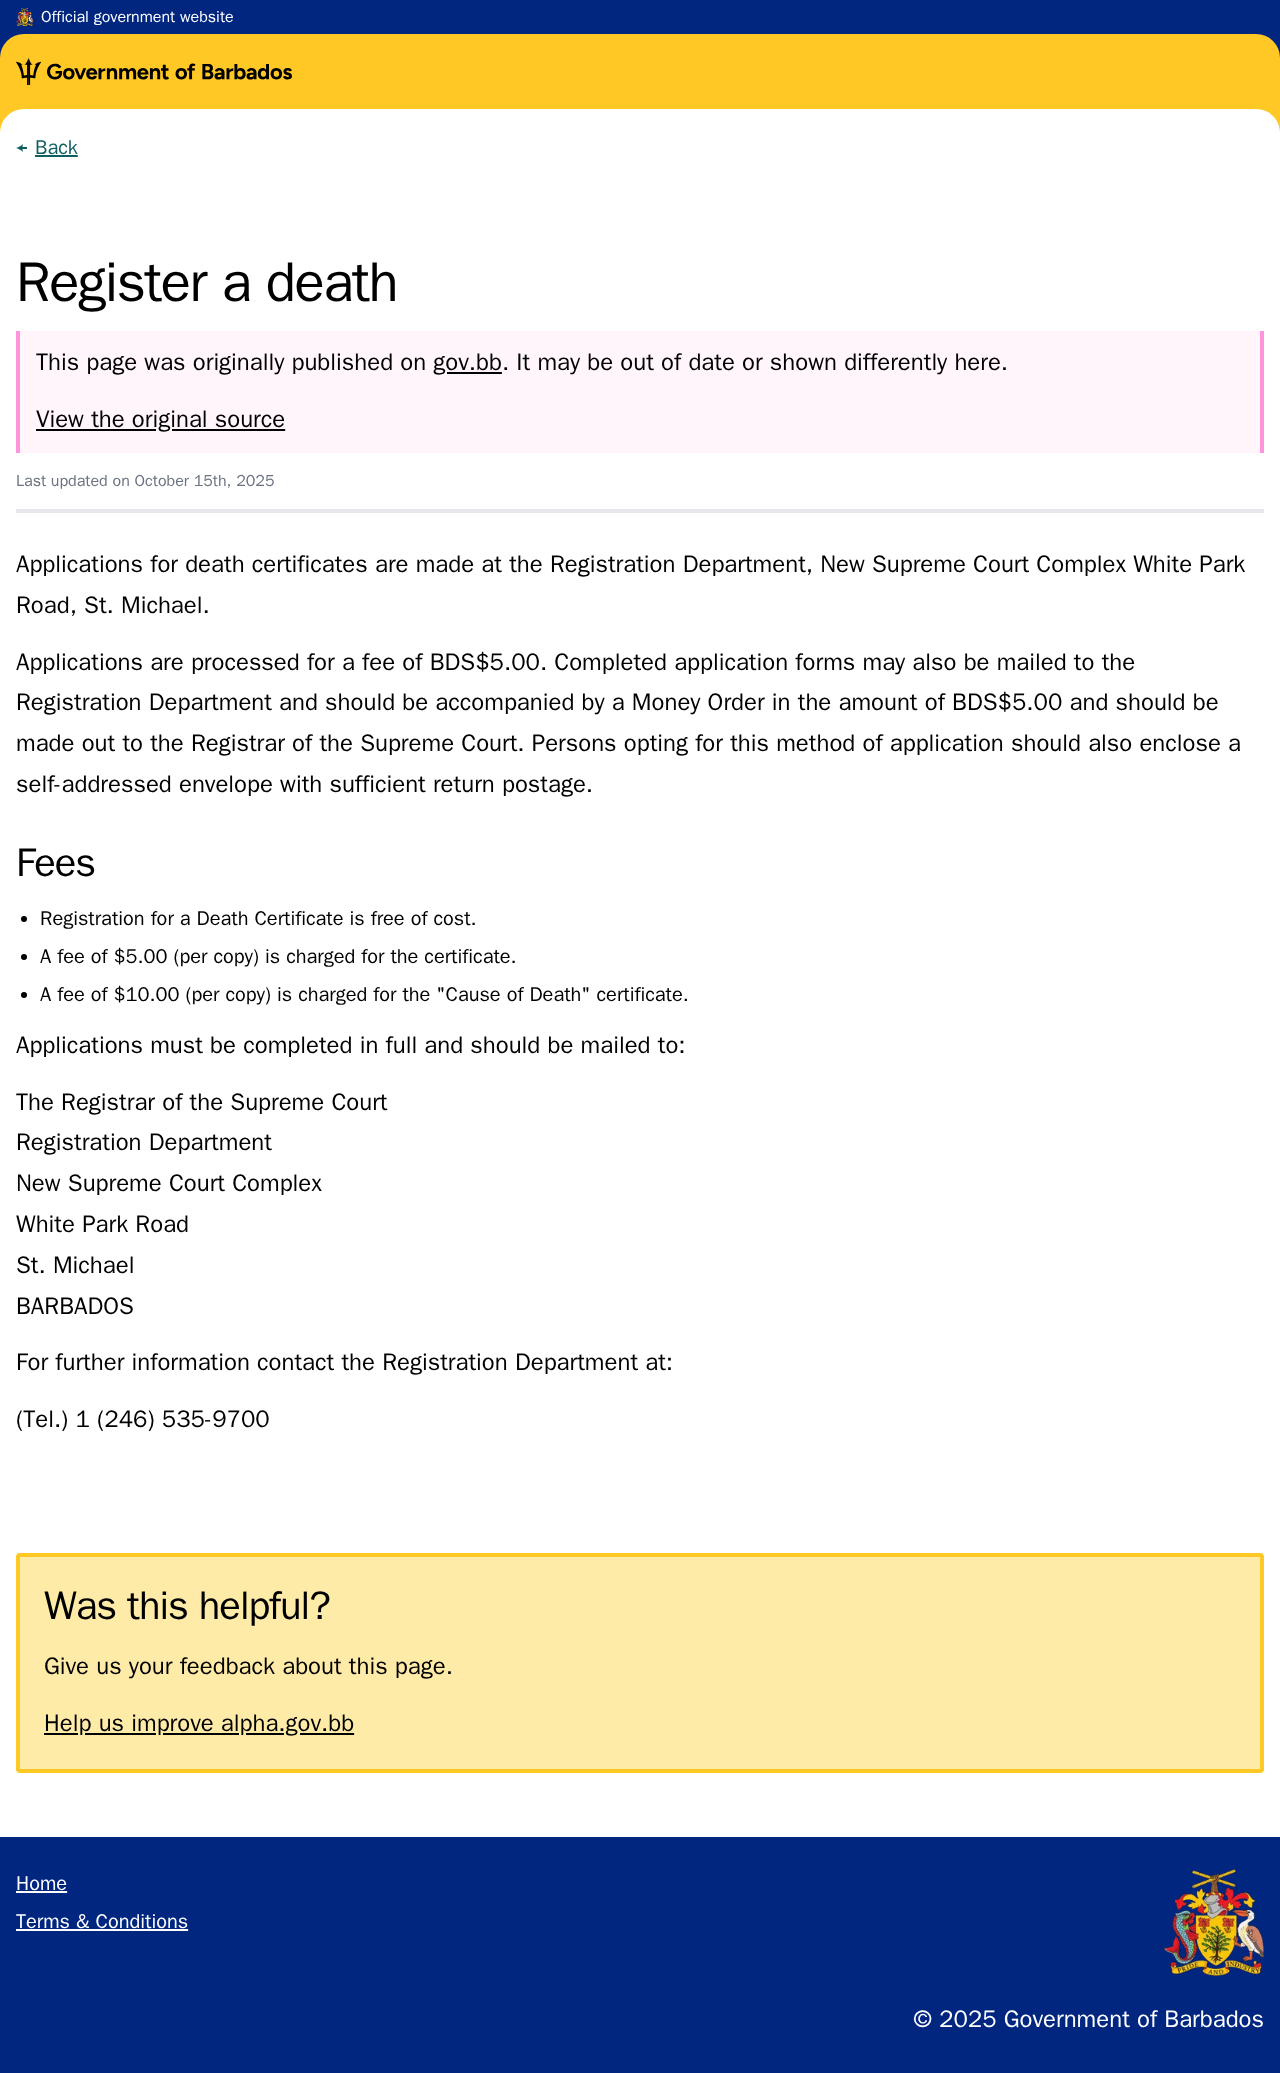 Official government website
Government of Barbados
← Back
Register a death
This page was originally published on gov.bb. It may be out of date or shown differently here.
View the original source
Last updated on October 15th, 2025
Applications for death certificates are made at the Registration Department, New Supreme Court Complex White Park
Road, St. Michael.
Applications are processed for a fee of BDS$5.00. Completed application forms may also be mailed to the
Registration Department and should be accompanied by a Money Order in the amount of BDS$5.00 and should be
made out to the Registrar of the Supreme Court. Persons opting for this method of application should also enclose a
self-addressed envelope with sufficient return postage.
Fees
• Registration for a Death Certificate is free of cost.
• A fee of $5.00 (per copy) is charged for the certificate.
• A fee of $10.00 (per copy) is charged for the "Cause of Death" certificate.
Applications must be completed in full and should be mailed to:
The Registrar of the Supreme Court
Registration Department
New Supreme Court Complex
White Park Road
St. Michael
BARBADOS
For further information contact the Registration Department at:
(Tel.) 1 (246) 535-9700
Was this helpful?
Give us your feedback about this page.
Help us improve alpha.gov.bb
Home
Terms & Conditions
PRIDE AND INDUSTRY
© 2025 Government of Barbados